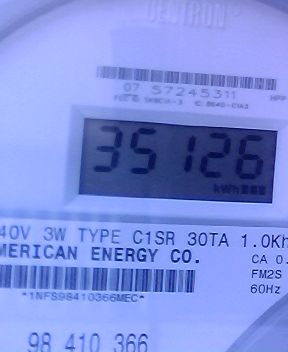 CENTRON
07 57245311
35126
kWh
40V 3W TYPE C1SR 30TA 1.0Kh
MERICAN ENERGY CO.
CA 0.
FM2S
60Hz
*1NFS98410366MEC*
98 410 366